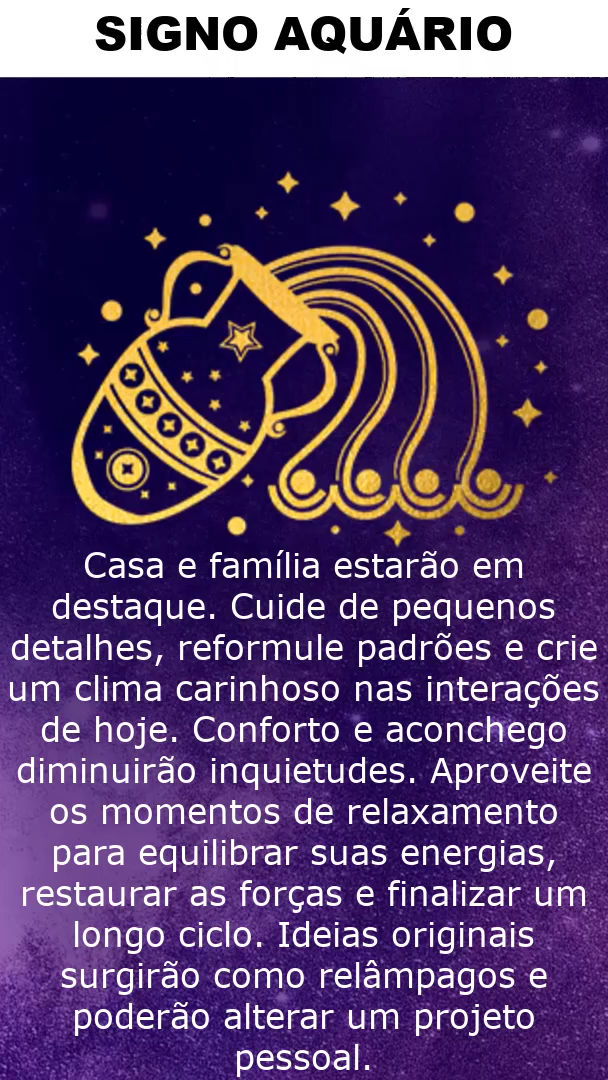 SIGNO AQUÁRIO
Casa e família estarão em
destaque. Cuide de pequenos
detalhes, reformule padrões e crie
um clima carinhoso nas interações
de hoje. Conforto e aconchego
diminuirão inquietudes. Aproveite
os momentos de relaxamento
para equilibrar suas energias,
restaurar as forças e finalizar um
longo ciclo. Ideias originais
surgirão como relâmpagos e
poderão alterar um projeto
pessoal.